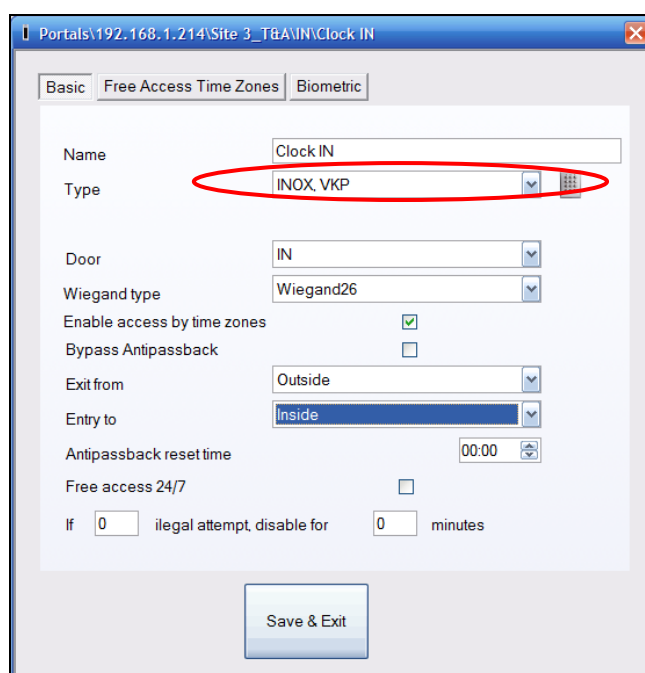 Portals\192.168.1.214\Site 3_T&A\IN\Clock IN
Basic Free Access Time Zones Biometric
Name Clock IN
Type INOX, VKP
Door IN
Wiegand type Wiegand26
Enable access by time zones
Bypass Antipassback
Exit from Outside
Entry to Inside
Antipassback reset time 00:00
Free access 24/7
If 0 ilegal attempt, disable for 0 minutes
Save & Exit